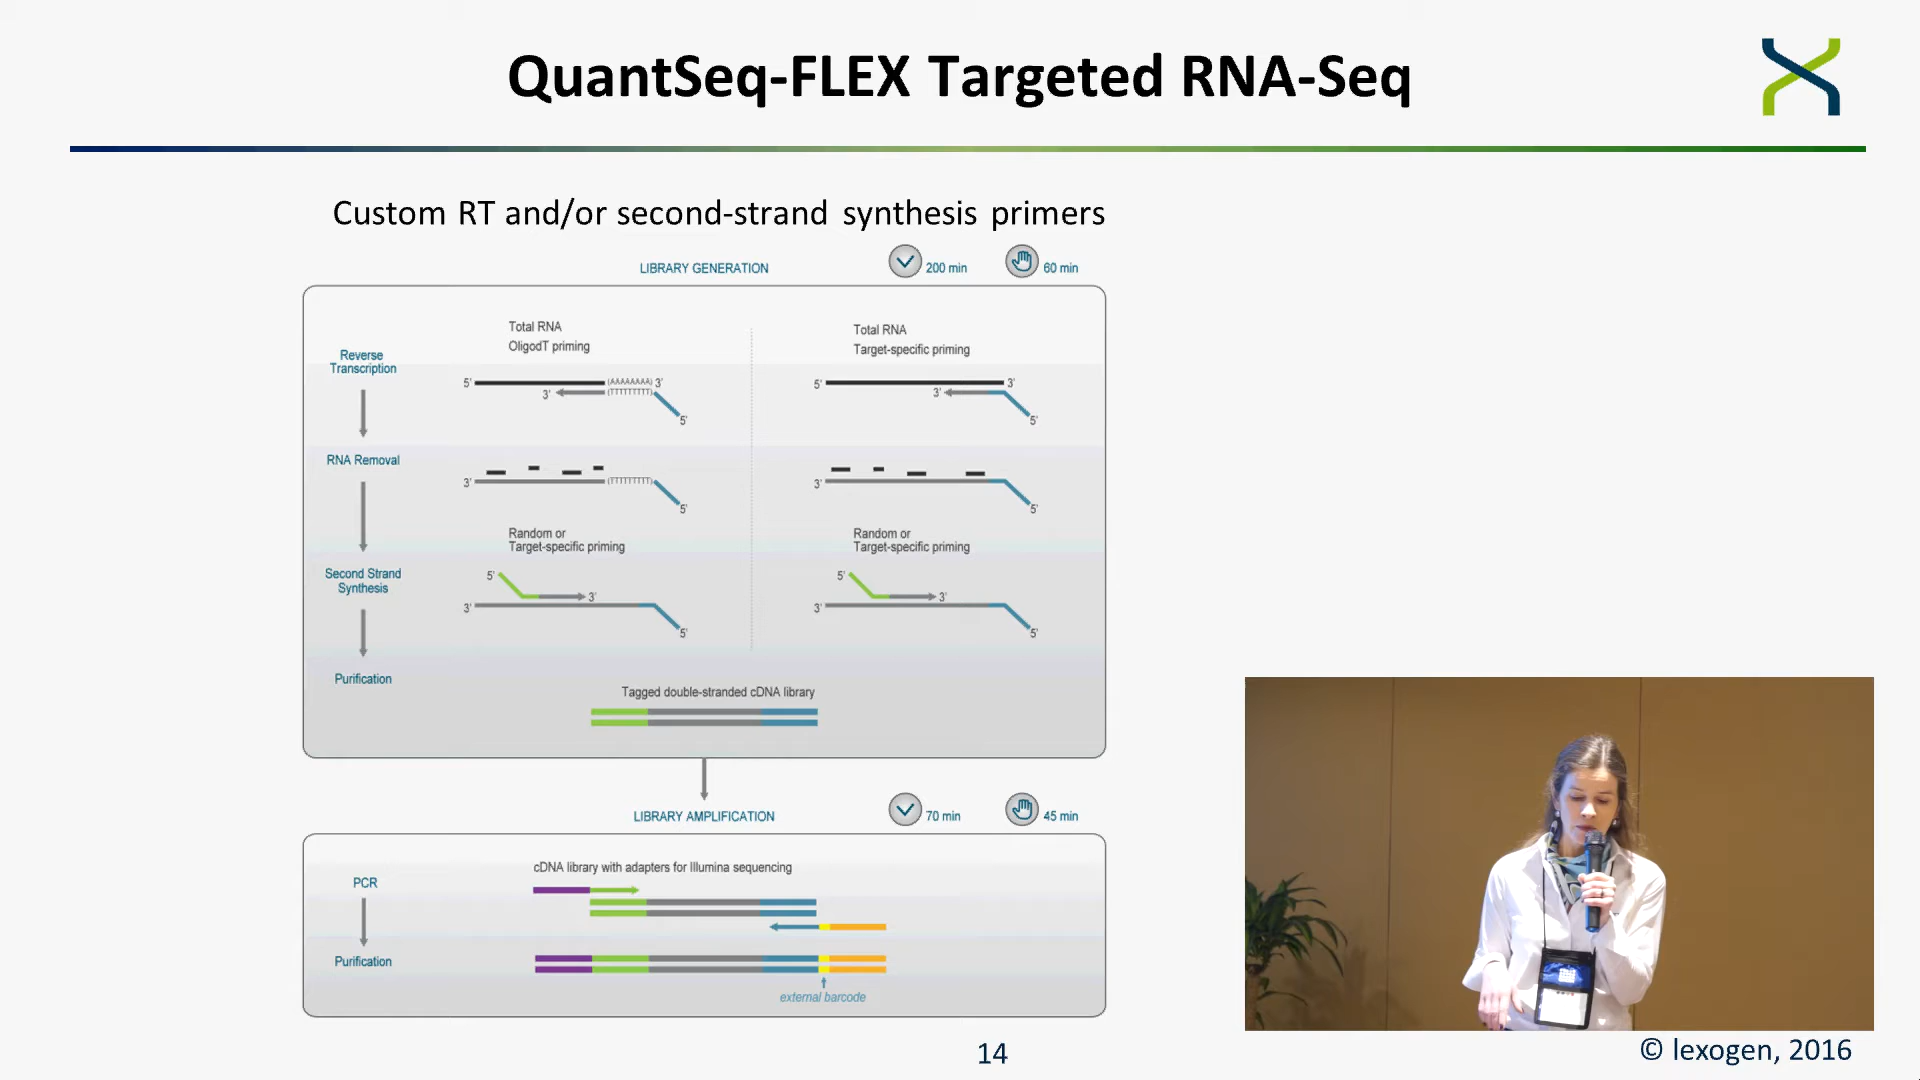 QuantSeq-FLEX Targeted RNA-Seq
Custom RT and/or second-strand synthesis primers
LIBRARY GENERATION
200 min
60 min
Total RNA
OligodT priming
Total RNA
Target-specific priming
Reverse
Transcription
5' (AAAAAAAA) 3'
3' (TTTTTTTTT)
5'
5' 3'
3'
5'
RNA Removal
3' (TTTTTTTTT)
5'
3'
5'
Random or
Target-specific priming
Random or
Target-specific priming
Second Strand
Synthesis
5'
3'
3'
5'
5'
3'
3'
5'
Purification
Tagged double-stranded cDNA library
LIBRARY AMPLIFICATION
70 min
45 min
cDNA library with adapters for Illumina sequencing
PCR
Purification
external barcode
14
© lexogen, 2016